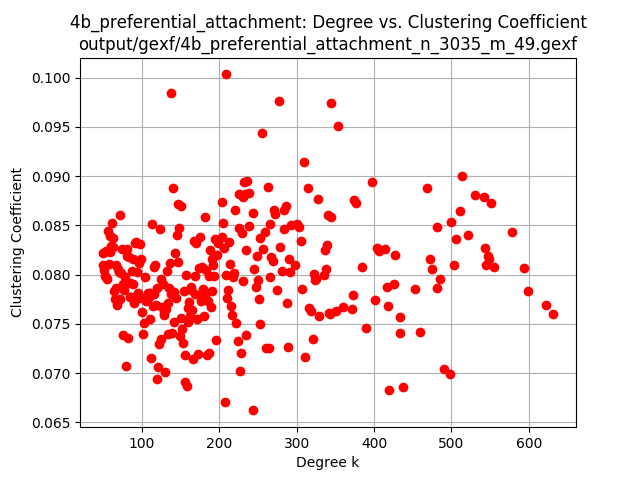 4b_preferential_attachment: Degree vs. Clustering Coefficient
output/gexf/4b_preferential_attachment_n_3035_m_49.gexf
0.100
0.095
0.090
0.085
0.080
0.075
0.070
0.065
Clustering Coefficient
100 200 300 400 500 600
Degree k